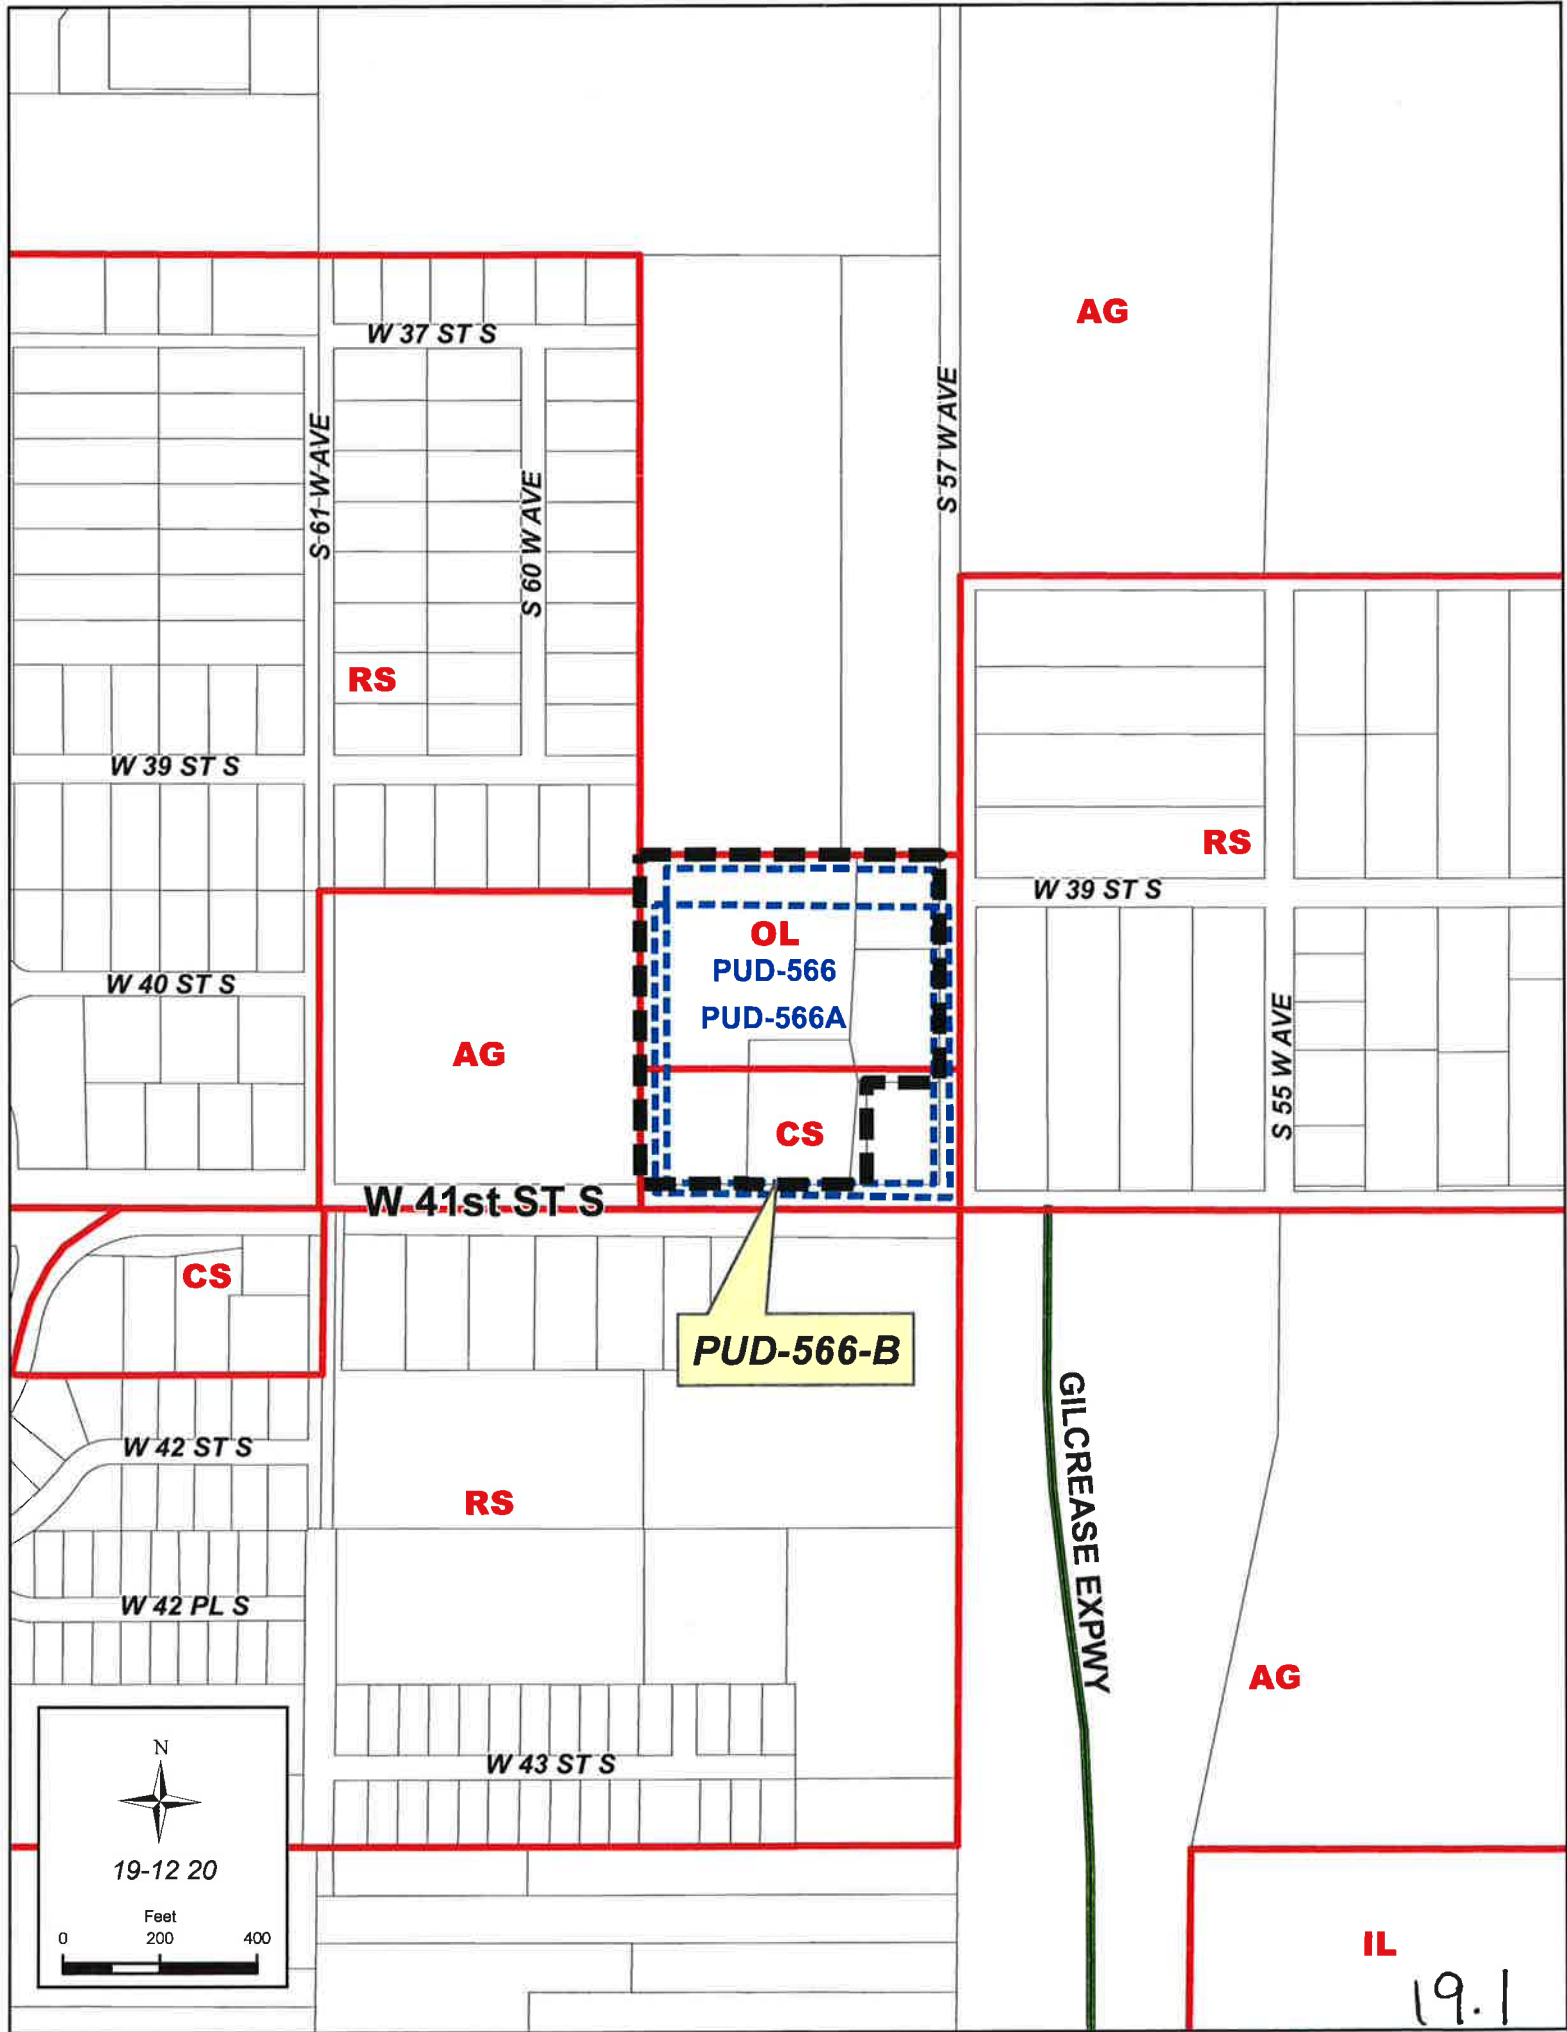 AG
W 37 ST S
S 57 W AVE
S 61 W AVE
S 60 W AVE
RS
W 39 ST S
RS
W 39 ST S
OL
PUD-566
PUD-566A
W 40 ST S
AG
S 55 W AVE
CS
W 41st ST S
CS
PUD-566-B
GILCREASE EXPWY
W 42 ST S
RS
W 42 PL S
AG
W 43 ST S
N
19-12 20
Feet
0 200 400
IL
19.1